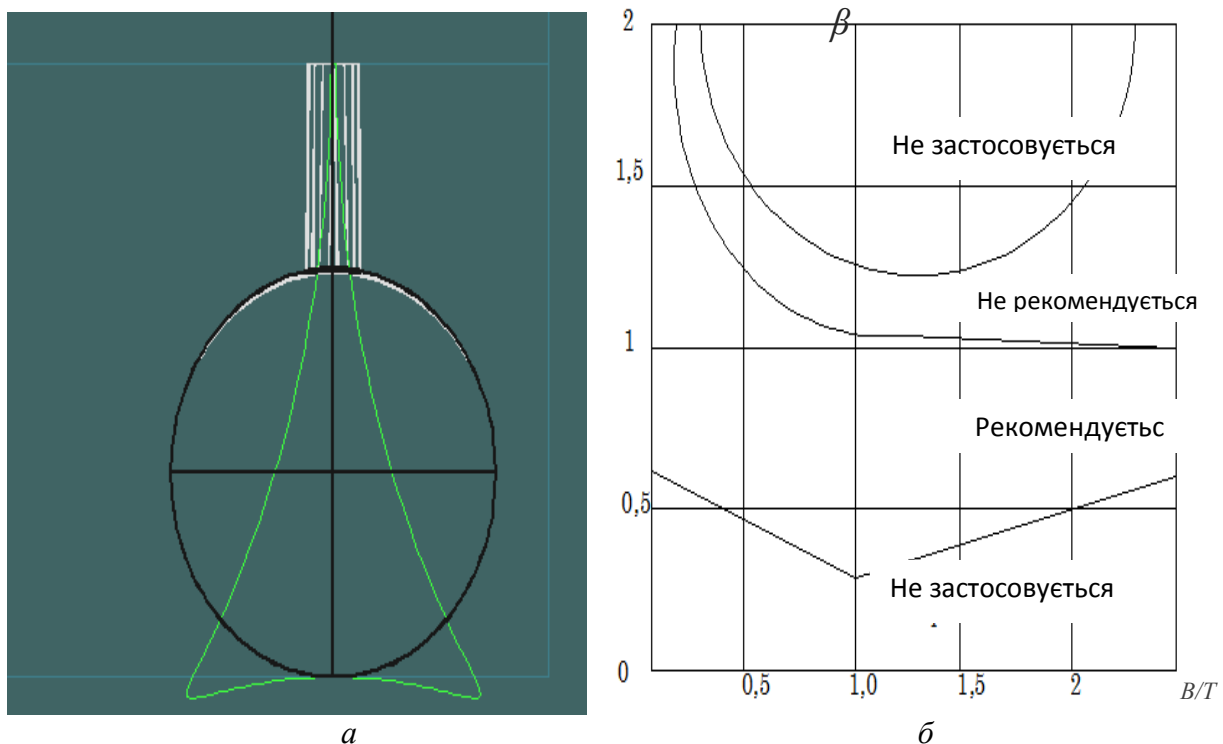 2
β
Не застосовується
1,5
Не рекомендується
1
Рекомендуєтьс
0,5
Не застосовується
0
0,5 1,0 1,5 2 B/T
а б